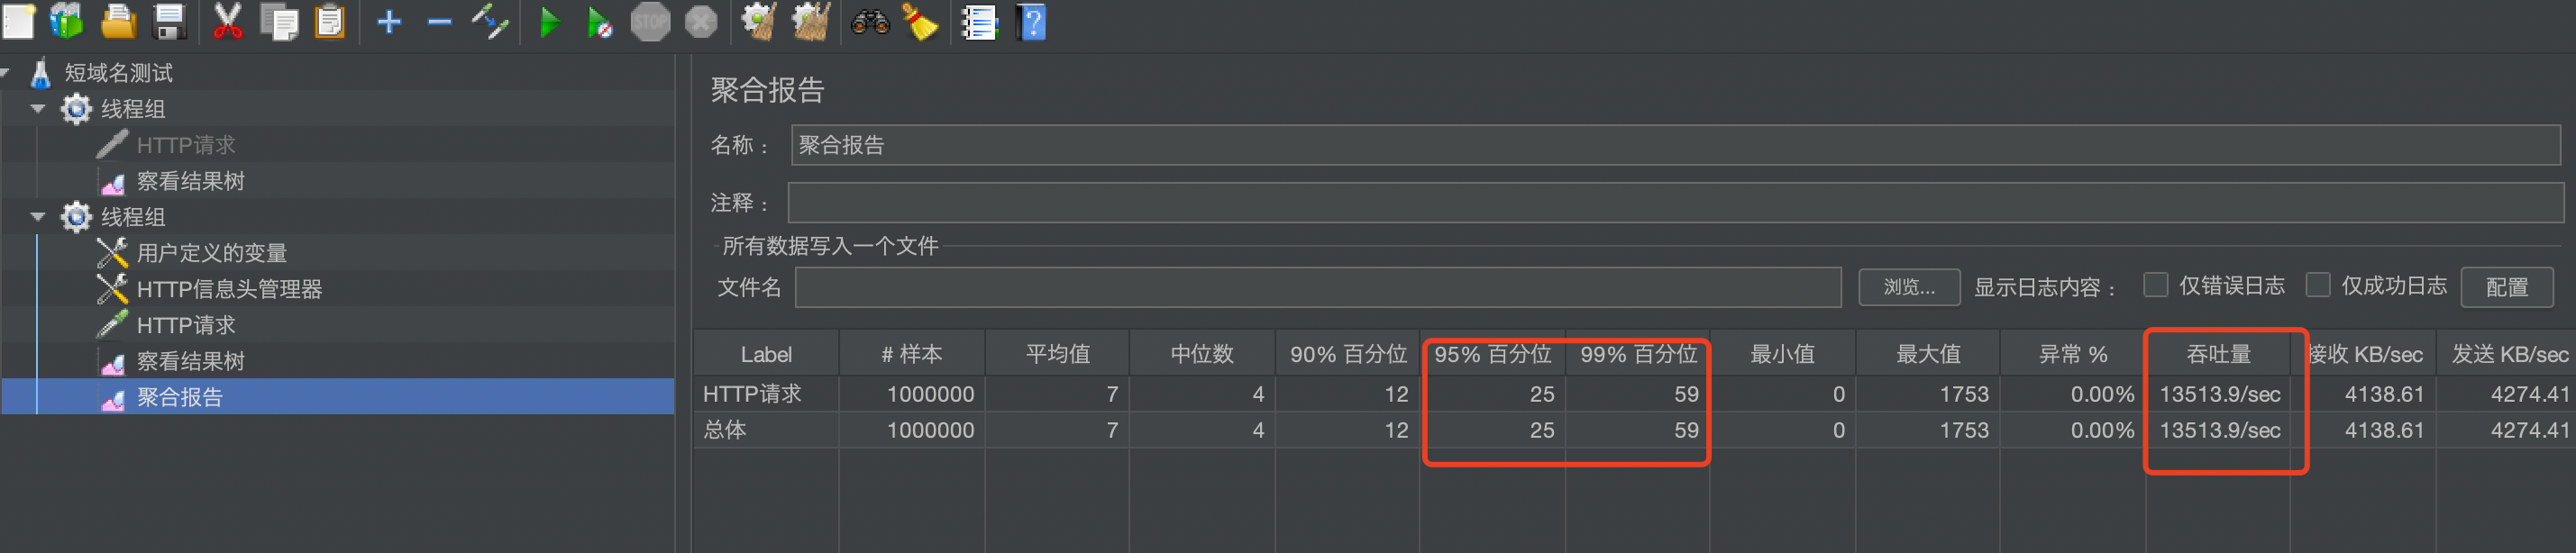 STOP
?
短域名测试
线程组
HTTP请求
察看结果树
线程组
用户定义的变量
HTTP信息头管理器
HTTP请求
察看结果树
聚合报告
聚合报告
名称： 聚合报告
注释：
所有数据写入一个文件
文件名 浏览... 显示日志内容： 仅错误日志 仅成功日志 配置
Label # 样本 平均值 中位数 90% 百分位 95% 百分位 99% 百分位 最小值 最大值 异常 % 吞吐量 接收 KB/sec 发送 KB/sec
HTTP请求 1000000 7 4 12 25 59 0 1753 0.00% 13513.9/sec 4138.61 4274.41
总体 1000000 7 4 12 25 59 0 1753 0.00% 13513.9/sec 4138.61 4274.41